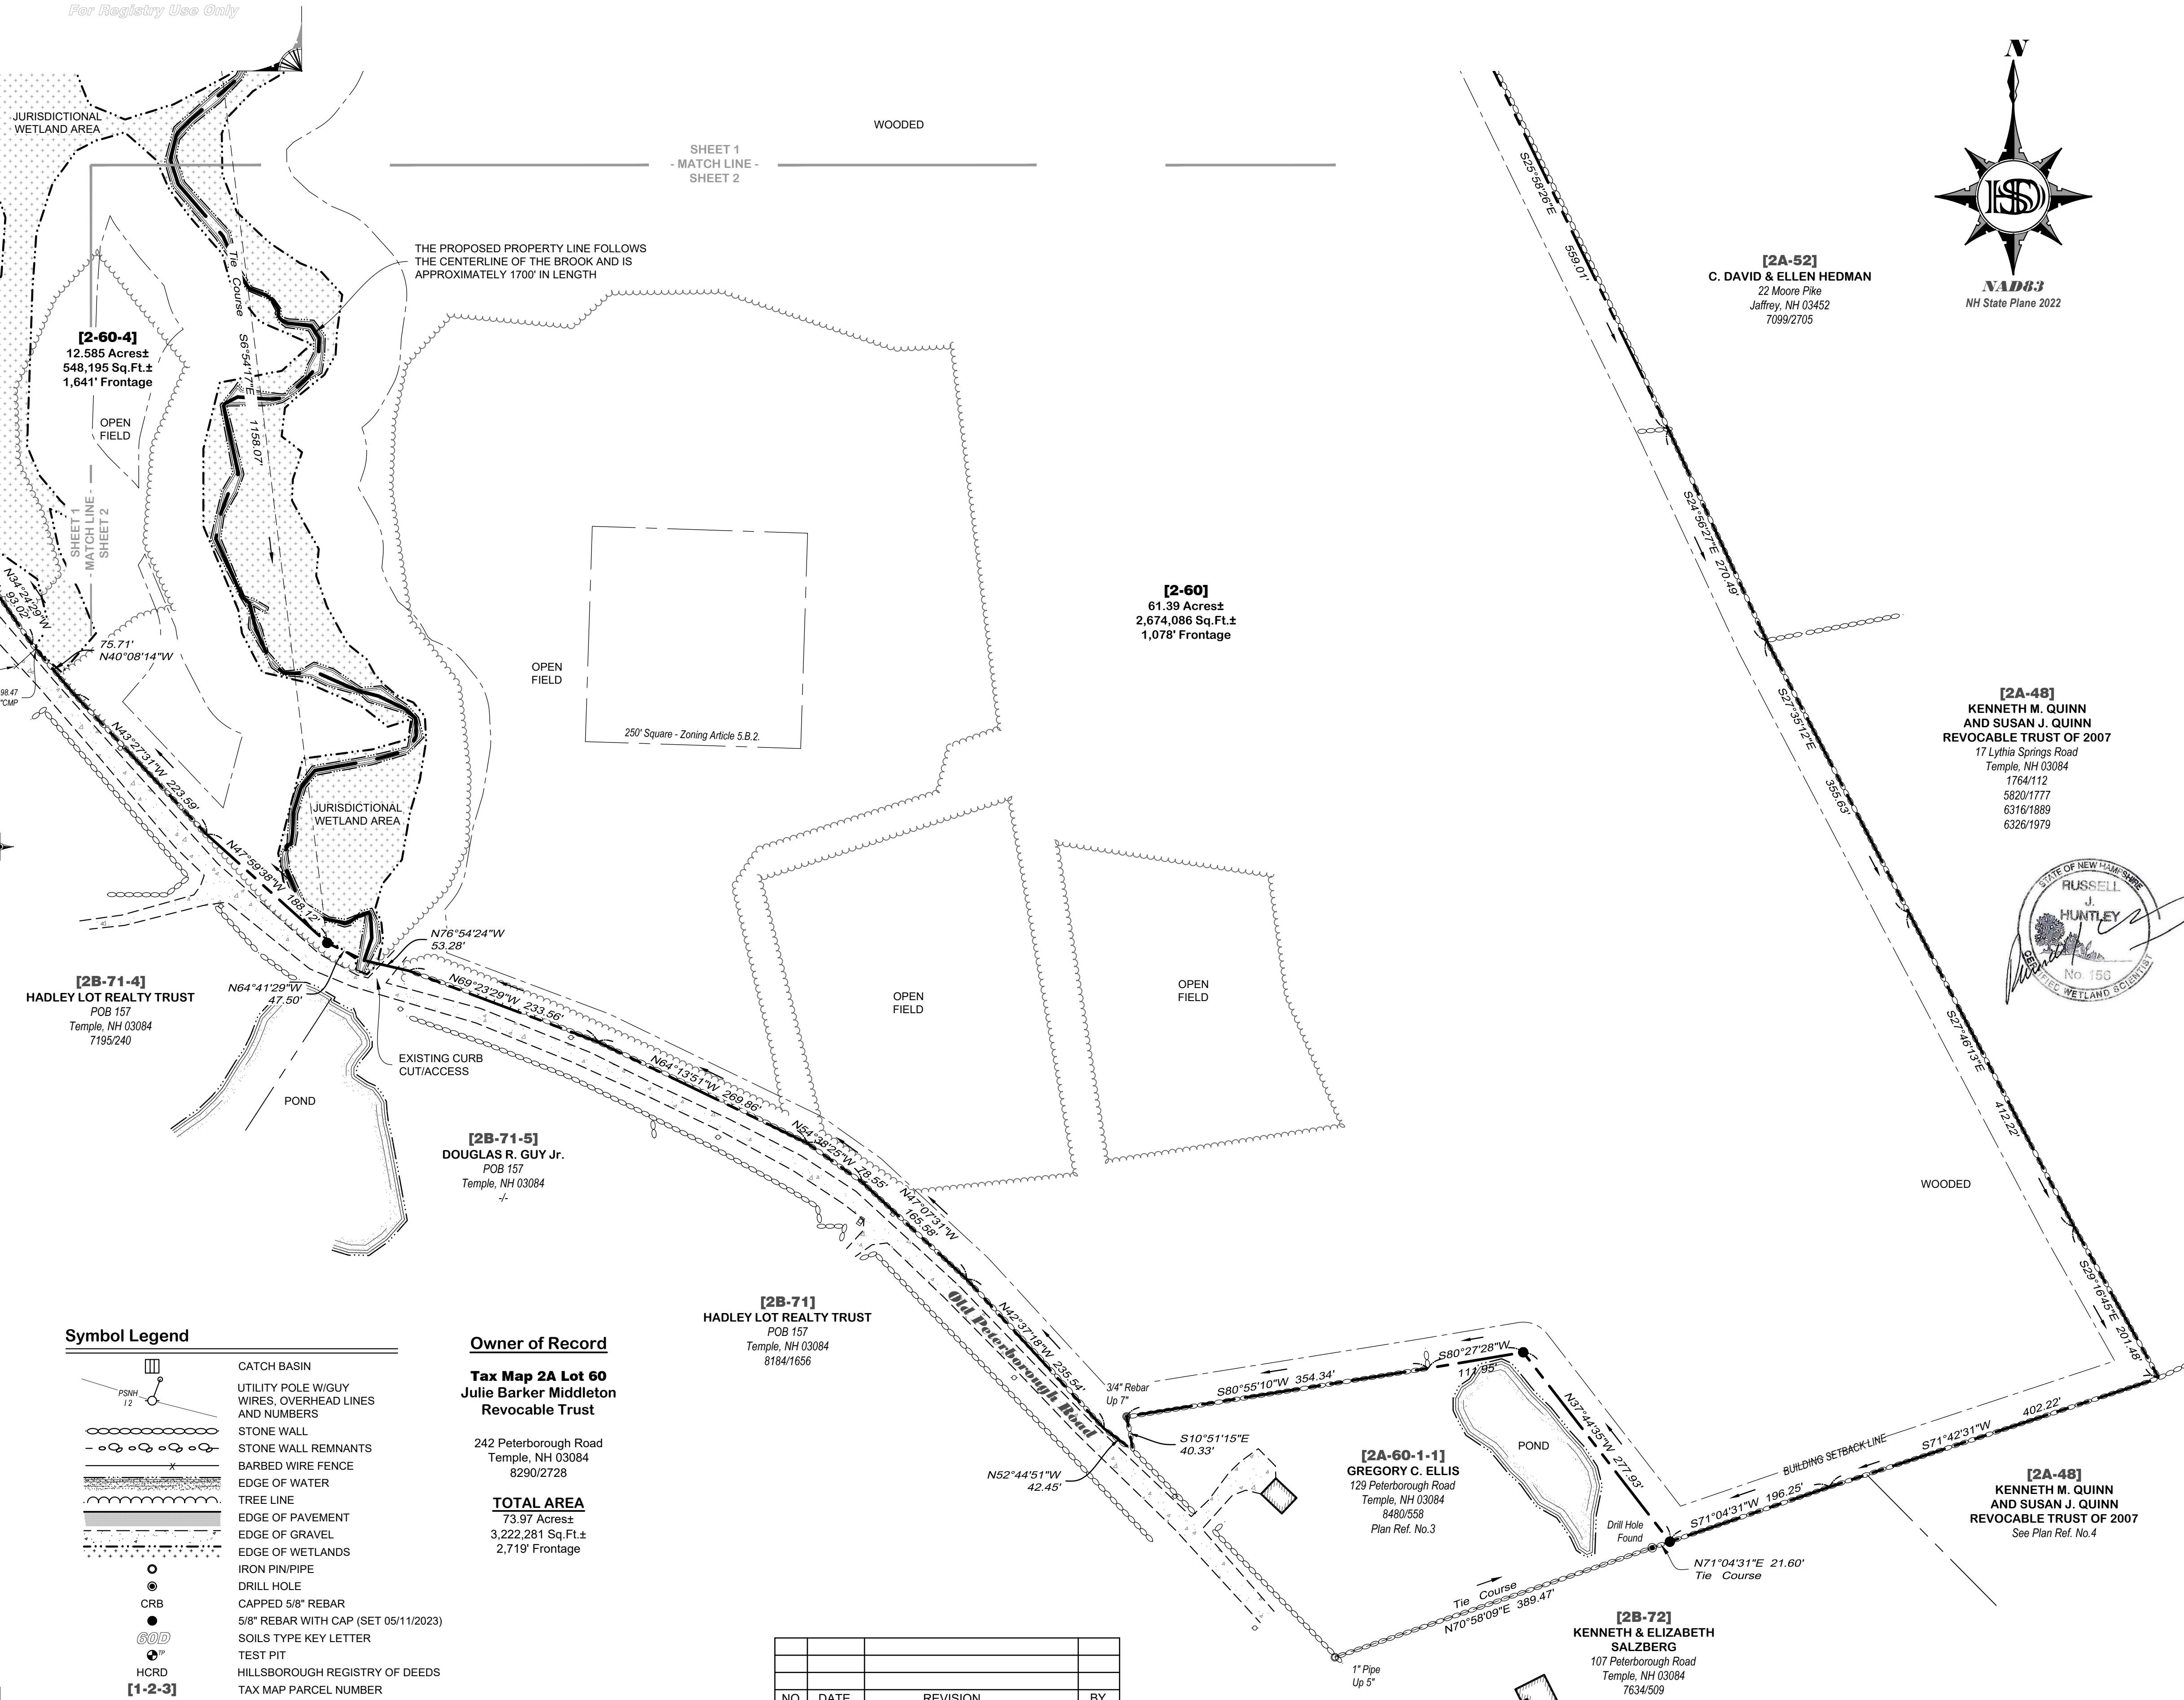 For Registry Use Only
JURISDICTIONAL
WETLAND AREA
WOODED
SHEET 1
- MATCH LINE -
SHEET 2
N
HSD
NAD83
NH State Plane 2022
S25°58'26"E
559.01'
[2A-52]
C. DAVID & ELLEN HEDMAN
22 Moore Pike
Jaffrey, NH 03452
7099/2705
THE PROPOSED PROPERTY LINE FOLLOWS
THE CENTERLINE OF THE BROOK AND IS
APPROXIMATELY 1700' IN LENGTH
Tie Course
S6°54'17"E
1158.07'
[2-60-4]
12.585 Acres±
548,195 Sq.Ft.±
1,641' Frontage
OPEN
FIELD
SHEET 1
- MATCH LINE -
SHEET 2
N34°24'29"W
93.02'
75.71'
N40°08'14"W
98.47
"CMP
OPEN
FIELD
250' Square - Zoning Article 5.B.2.
[2-60]
61.39 Acres±
2,674,086 Sq.Ft.±
1,078' Frontage
S24°56'27"E 270.49'
S27°35'12"E
355.63'
[2A-48]
KENNETH M. QUINN
AND SUSAN J. QUINN
REVOCABLE TRUST OF 2007
17 Lythia Springs Road
Temple, NH 03084
1764/112
5820/1777
6316/1889
6326/1979
STATE OF NEW HAMPSHIRE
RUSSELL
J.
HUNTLEY
No. 156
CERTIFIED WETLAND SCIENTIST
N43°27'31"W 223.59'
JURISDICTIONAL
WETLAND AREA
N47°59'38"W 188.12'
N76°54'24"W
53.28'
[2B-71-4]
HADLEY LOT REALTY TRUST
POB 157
Temple, NH 03084
7195/240
N64°41'29"W
47.50'
N69°23'29"W 233.56'
OPEN
FIELD
OPEN
FIELD
S27°46'13"E
412.22'
EXISTING CURB
CUT/ACCESS
POND
N64°13'51"W 269.86'
N54°38'25"W 78.55'
[2B-71-5]
DOUGLAS R. GUY Jr.
POB 157
Temple, NH 03084
-/-
N47°07'31"W
165.58'
WOODED
S29°16'45"E 201.48'
[2B-71]
HADLEY LOT REALTY TRUST
POB 157
Temple, NH 03084
8184/1656
Old Peterborough Road
N42°37'18"W 235.54'
3/4" Rebar
Up 7"
S80°55'10"W 354.34'
S80°27'28"W
111.95'
S10°51'15"E
40.33'
N52°44'51"W
42.45'
[2A-60-1-1]
GREGORY C. ELLIS
129 Peterborough Road
Temple, NH 03084
8480/558
Plan Ref. No.3
POND
N37°44'35"W 277.93'
BUILDING SETBACK LINE
S71°42'31"W 402.22'
S71°04'31"W 196.25'
Drill Hole
Found
N71°04'31"E 21.60'
Tie Course
[2A-48]
KENNETH M. QUINN
AND SUSAN J. QUINN
REVOCABLE TRUST OF 2007
See Plan Ref. No.4
Tie Course
N70°58'09"E 389.47'
1" Pipe
Up 5"
[2B-72]
KENNETH & ELIZABETH
SALZBERG
107 Peterborough Road
Temple, NH 03084
7634/509
Symbol Legend
CATCH BASIN
PSNH
12
UTILITY POLE W/GUY
WIRES, OVERHEAD LINES
AND NUMBERS
STONE WALL
STONE WALL REMNANTS
X BARBED WIRE FENCE
EDGE OF WATER
TREE LINE
EDGE OF PAVEMENT
EDGE OF GRAVEL
EDGE OF WETLANDS
IRON PIN/PIPE
DRILL HOLE
CRB CAPPED 5/8" REBAR
5/8" REBAR WITH CAP (SET 05/11/2023)
60D SOILS TYPE KEY LETTER
TP TEST PIT
HCRD HILLSBOROUGH REGISTRY OF DEEDS
[1-2-3] TAX MAP PARCEL NUMBER
Owner of Record
Tax Map 2A Lot 60
Julie Barker Middleton
Revocable Trust
242 Peterborough Road
Temple, NH 03084
8290/2728
TOTAL AREA
73.97 Acres±
3,222,281 Sq.Ft.±
2,719' Frontage
NO. DATE REVISION BY